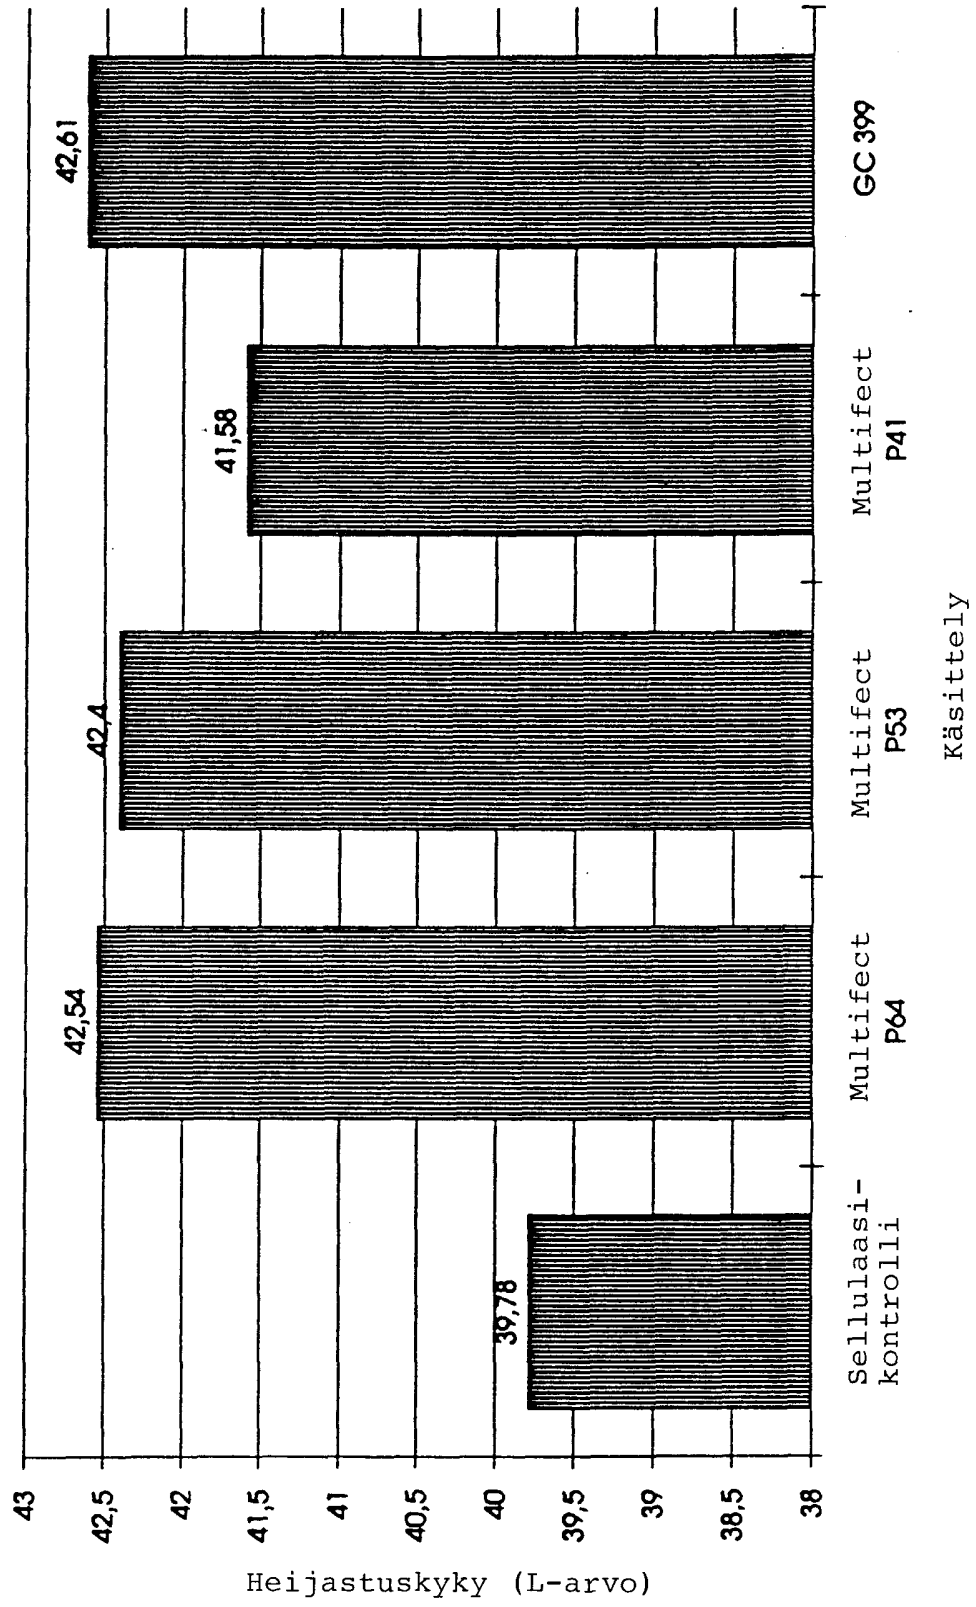 Heijastuskyky (L-arvo)
43
42,5
42
41,5
41
40,5
40
39,5
39
38,5
38
39,78
42,54
42,4
41,58
42,61
Sellulaasi-
kontrolli
Multifect
P64
Multifect
P53
Multifect
P41
GC 399
Käsittely